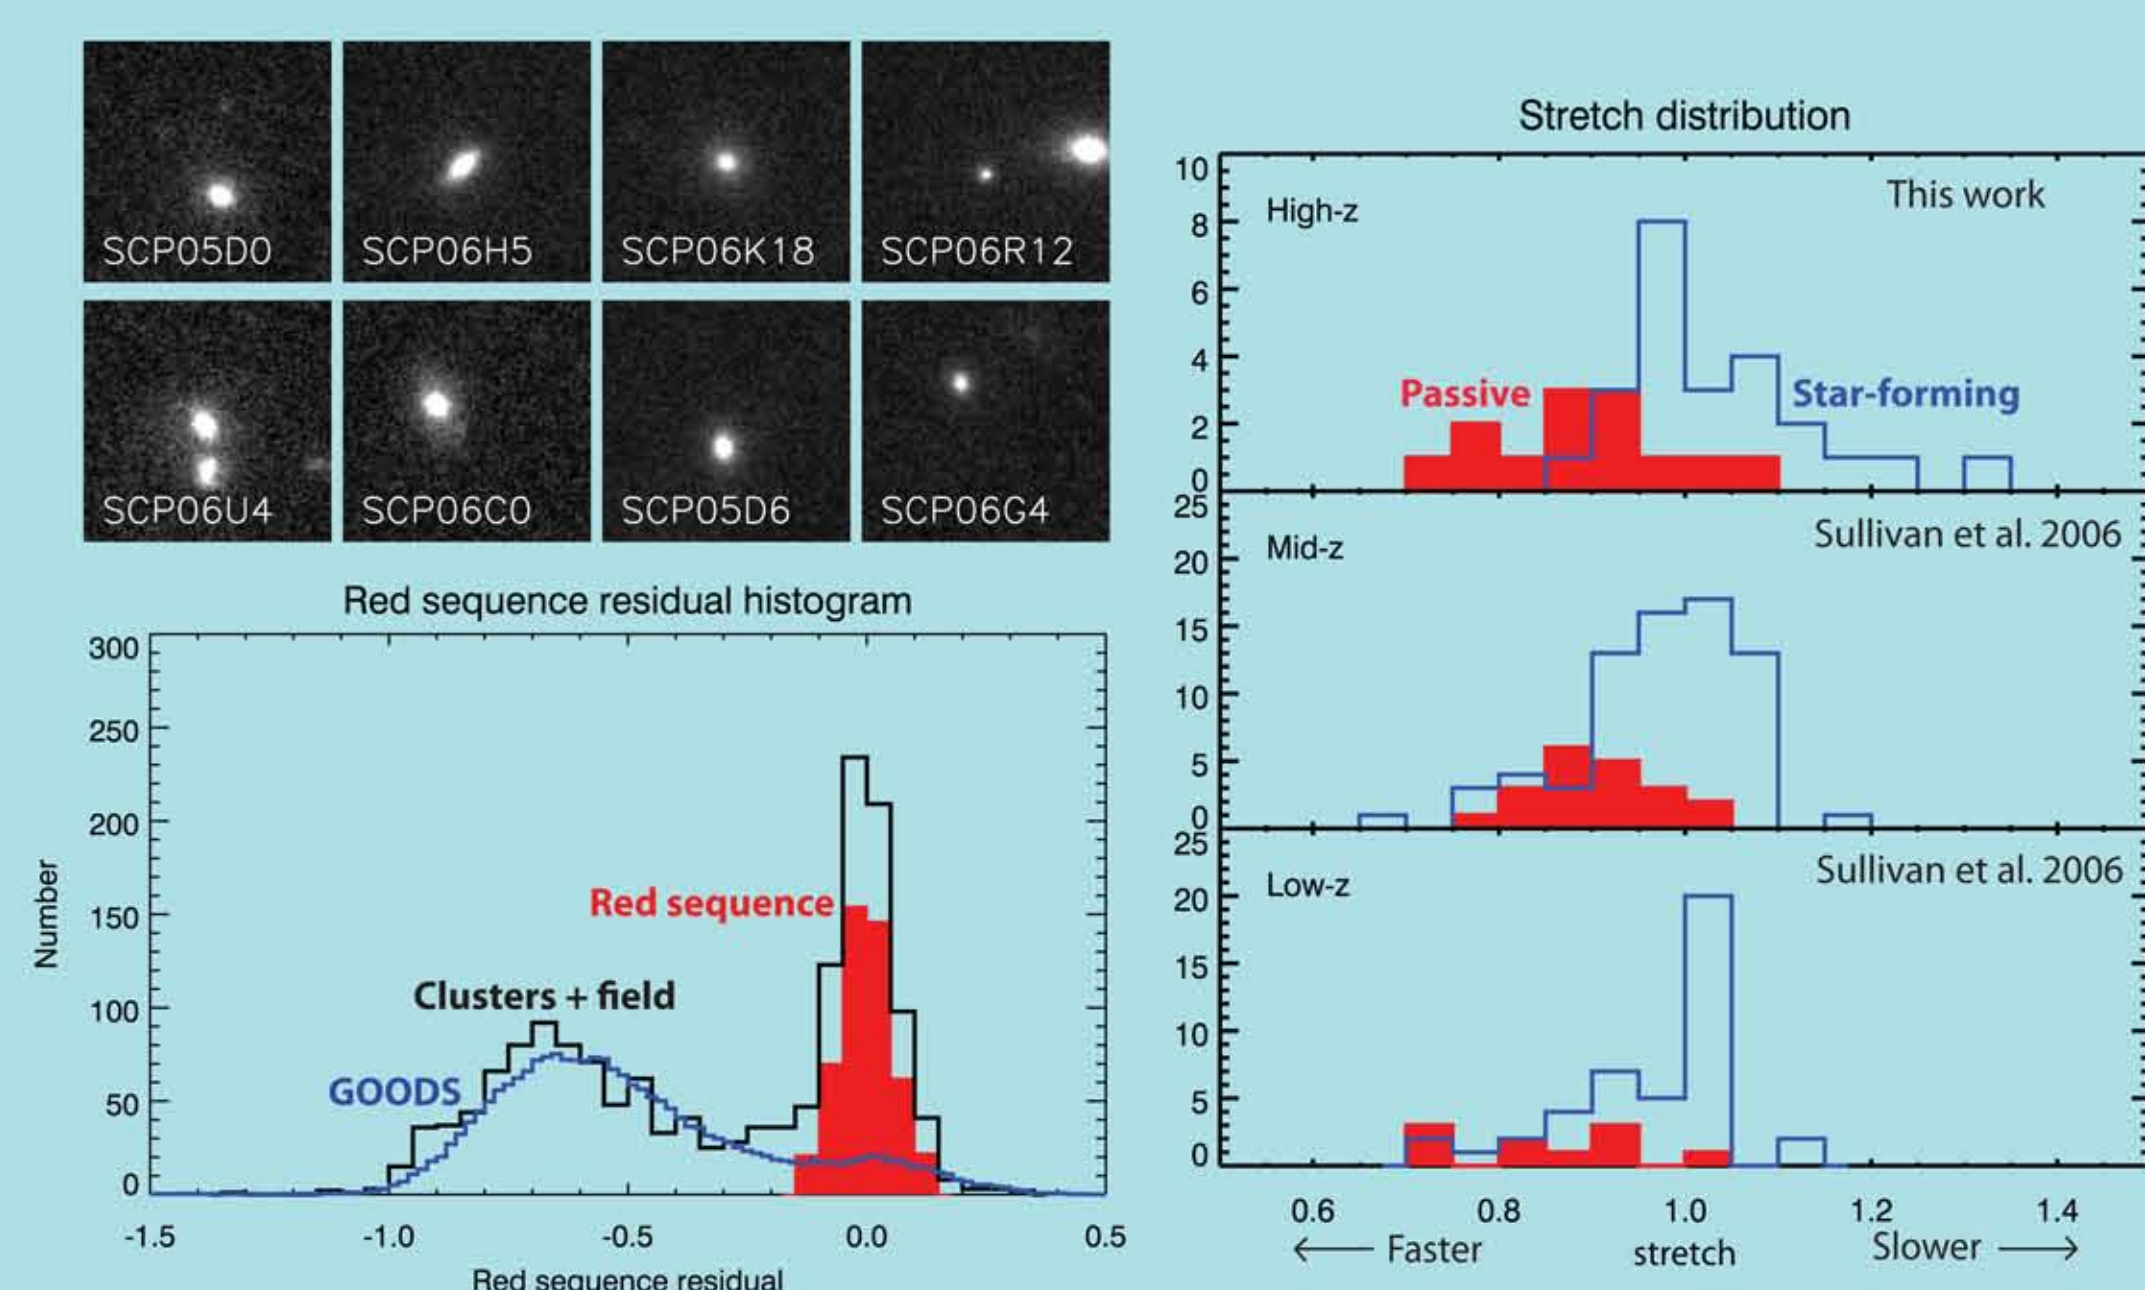 SCP05D0
SCP06H5
SCP06K18
SCP06R12
SCP06U4
SCP06C0
SCP05D6
SCP06G4
Red sequence residual histogram
300
250
200
150
100
50
0
Number
Red sequence
Clusters + field
GOODS
-1.5 -1.0 -0.5 0.0 0.5
Red sequence residual
Stretch distribution
10
8
6
4
2
0
High-z
This work
Passive
Star-forming
25
20
15
10
5
0
Mid-z
Sullivan et al. 2006
25
20
15
10
5
0
Low-z
Sullivan et al. 2006
0.6 0.8 1.0 1.2 1.4
← Faster stretch Slower →